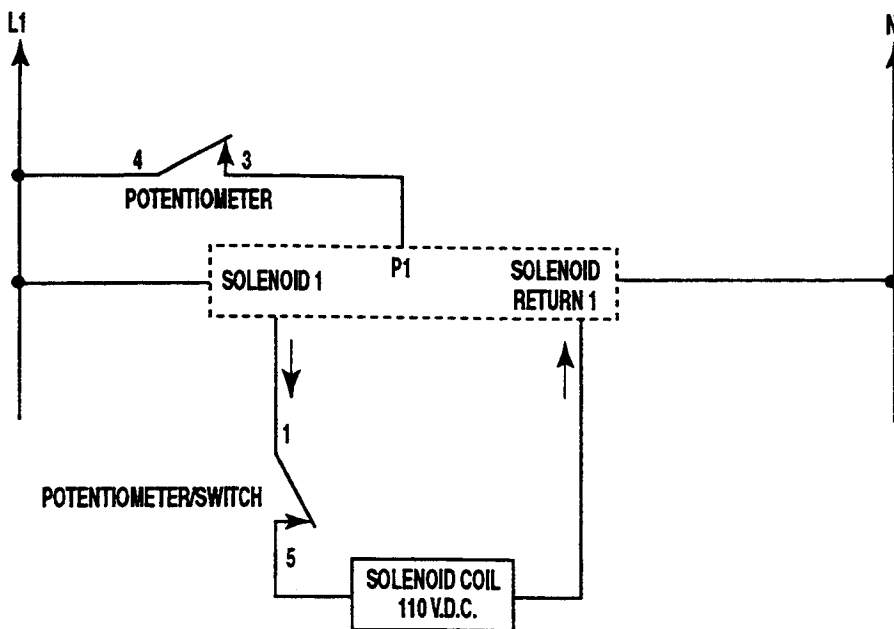 L1
N
4
3
POTENTIOMETER
SOLENOID 1
P1
SOLENOID
RETURN 1
1
POTENTIOMETER/SWITCH
5
SOLENOID COIL
110 V.D.C.